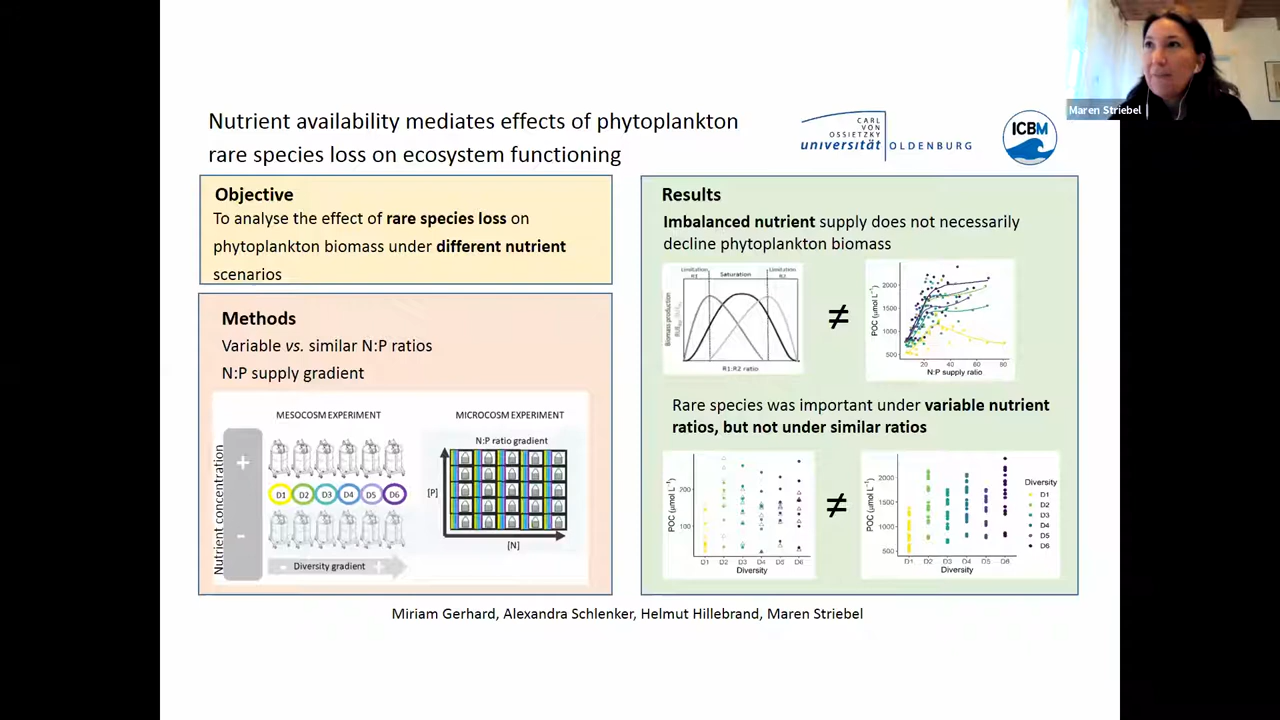 Maren Striebel
Nutrient availability mediates effects of phytoplankton
rare species loss on ecosystem functioning
CARL
VON
OSSIETZKY
universität OLDENBURG
ICBM
Objective
To analyse the effect of rare species loss on
phytoplankton biomass under different nutrient
scenarios
Methods
Variable vs. similar N:P ratios
N:P supply gradient
MESOCOSM EXPERIMENT
Nutrient concentration
+
-
D1 D2 D3 D4 D5 D6
- Diversity gradient +
MICROCOSM EXPERIMENT
N:P ratio gradient
[P]
[N]
Results
Imbalanced nutrient supply does not necessarily
decline phytoplankton biomass
Limitation Saturation Limitation
R1 R2
Biomass production
R1:R2 ratio
≠
POC (µmol L⁻¹)
2000
1500
1000
500
20 40 60 80
N:P supply ratio
Rare species was important under variable nutrient
ratios, but not under similar ratios
POC (µmol L⁻¹)
200
100
D1 D2 D3 D4 D5 D6
Diversity
≠
POC (µmol L⁻¹)
2000
1500
1000
500
D1 D2 D3 D4 D5 D6
Diversity
Diversity
D1
D2
D3
D4
D5
D6
Miriam Gerhard, Alexandra Schlenker, Helmut Hillebrand, Maren Striebel